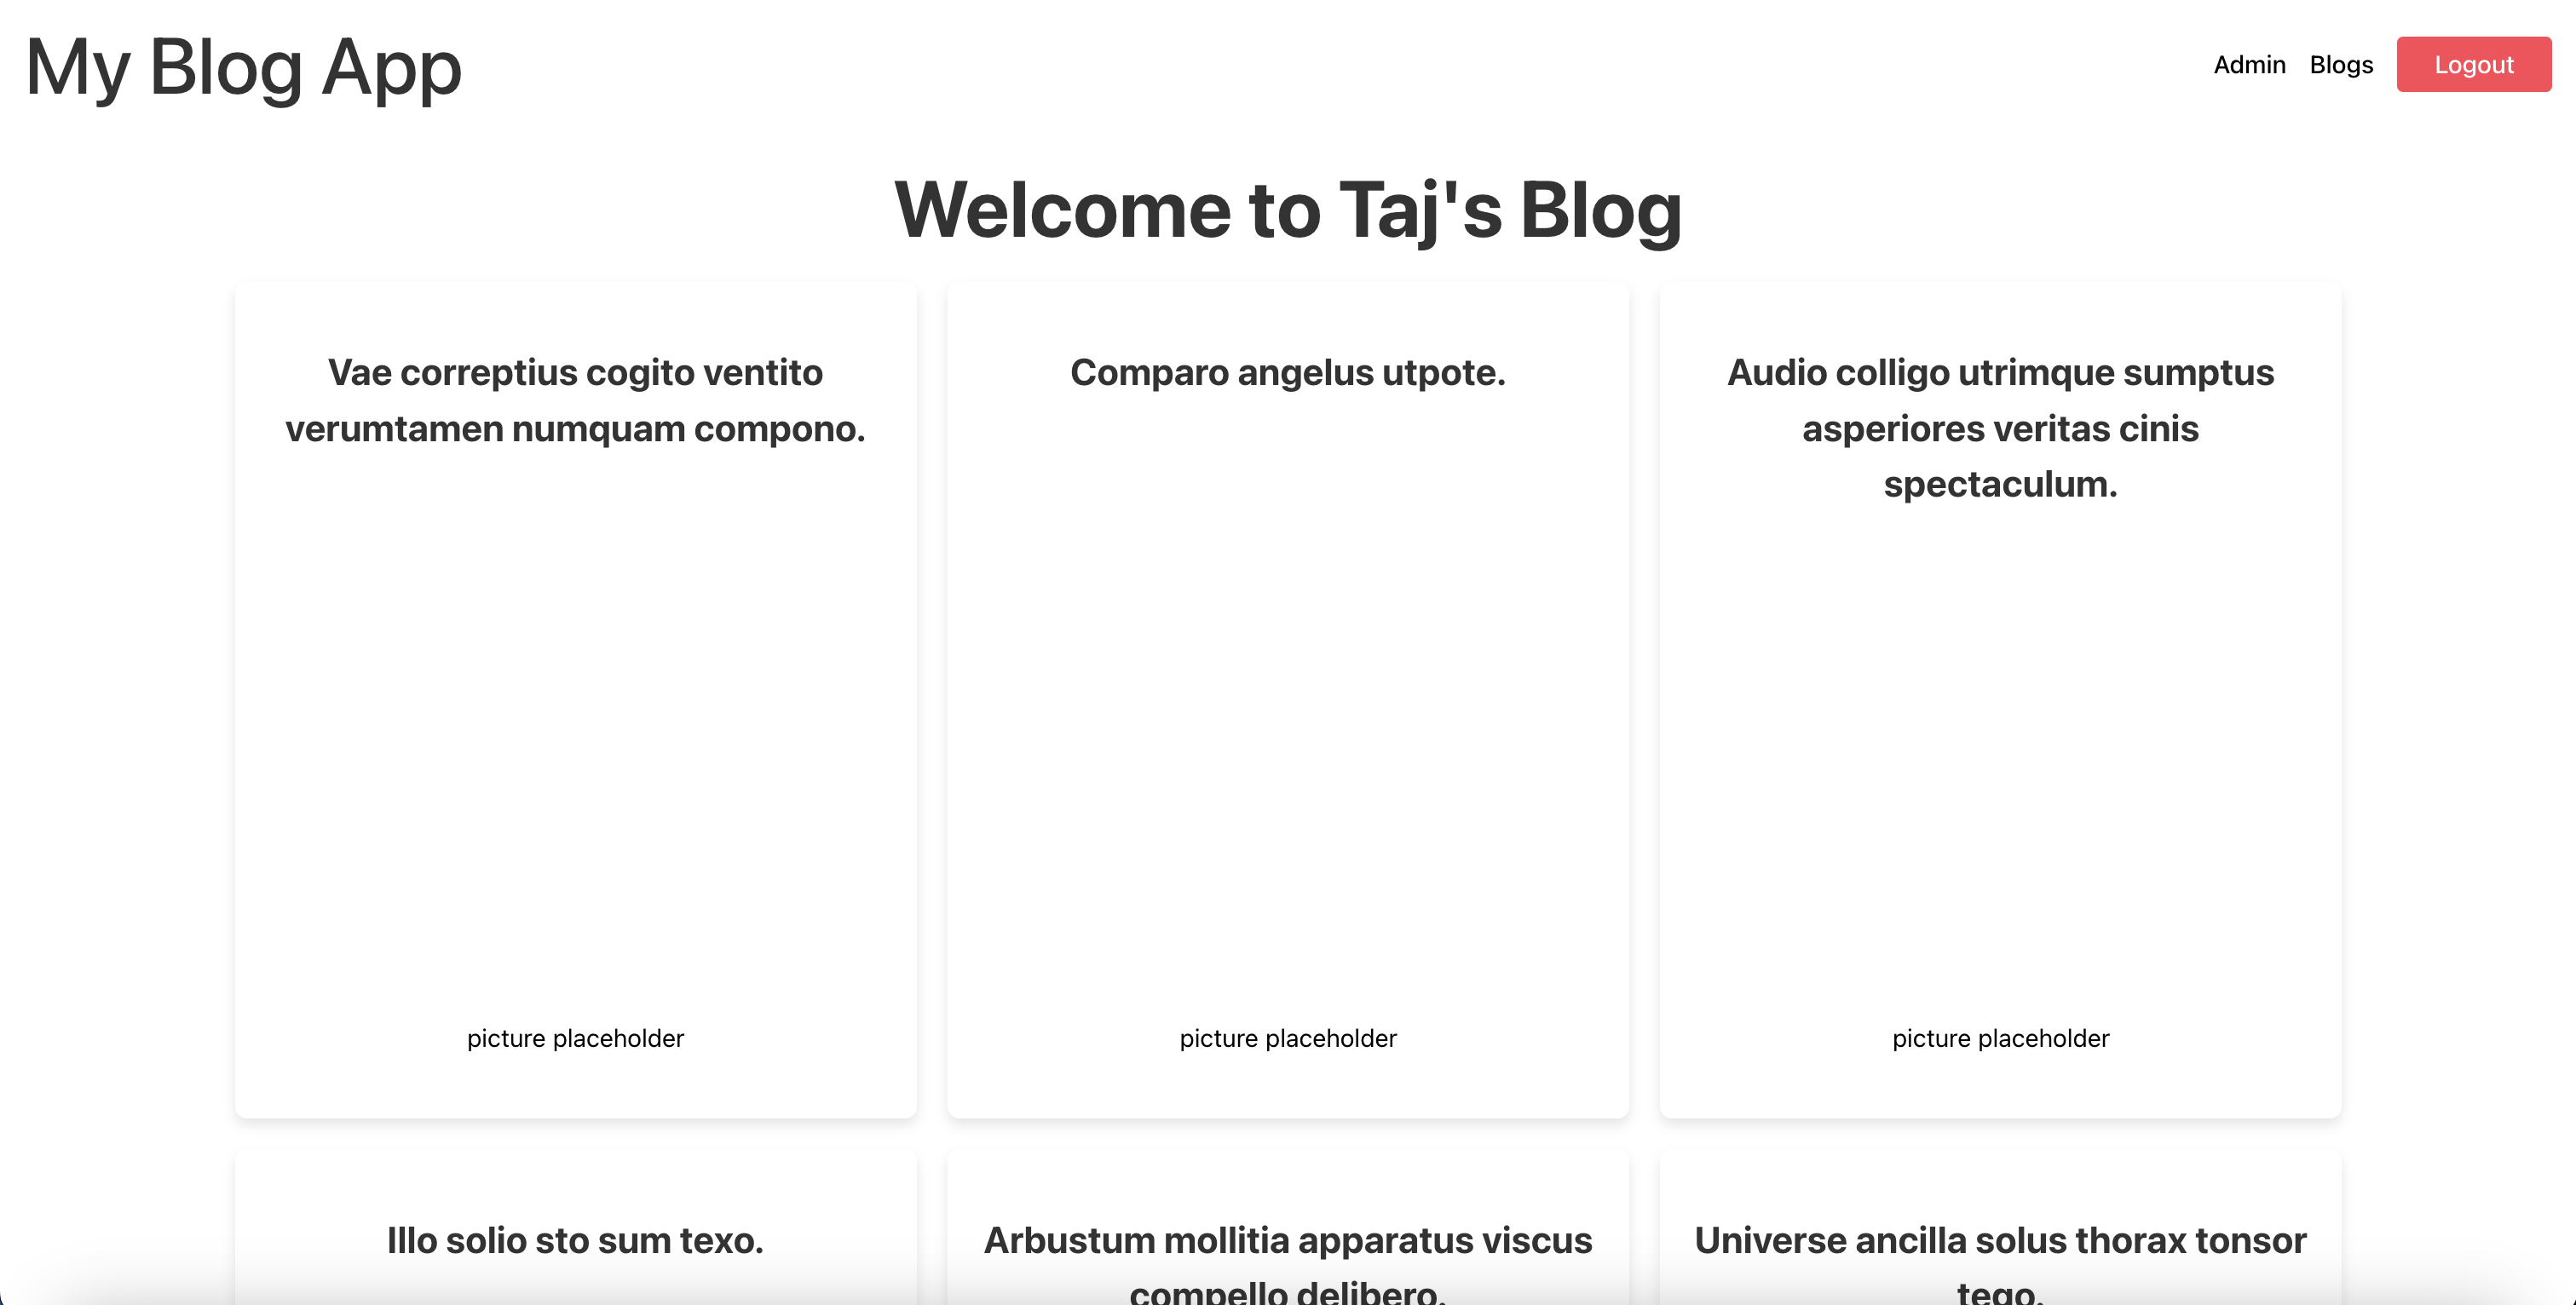 My Blog App
Admin Blogs Logout
Welcome to Taj's Blog
Vae correptius cogito ventito
verumtamen numquam compono.
picture placeholder
Comparo angelus utpote.
picture placeholder
Audio colligo utrimque sumptus
asperiores veritas cinis
spectaculum.
picture placeholder
Illo solio sto sum texo.
Arbustum mollitia apparatus viscus
compello delibero.
Universe ancilla solus thorax tonsor
tego.